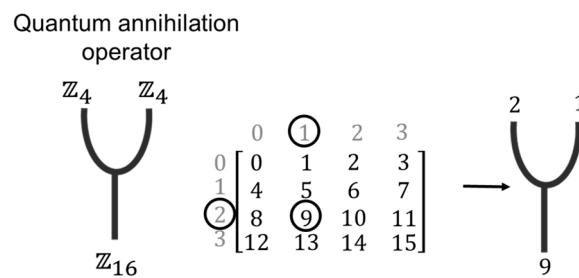 Quantum annihilation
operator
ℤ₄ ℤ₄
ℤ₁₆
0 1 2 3
0 0 1 2 3
1 4 5 6 7
2 8 9 10 11
3 12 13 14 15
2 1
9